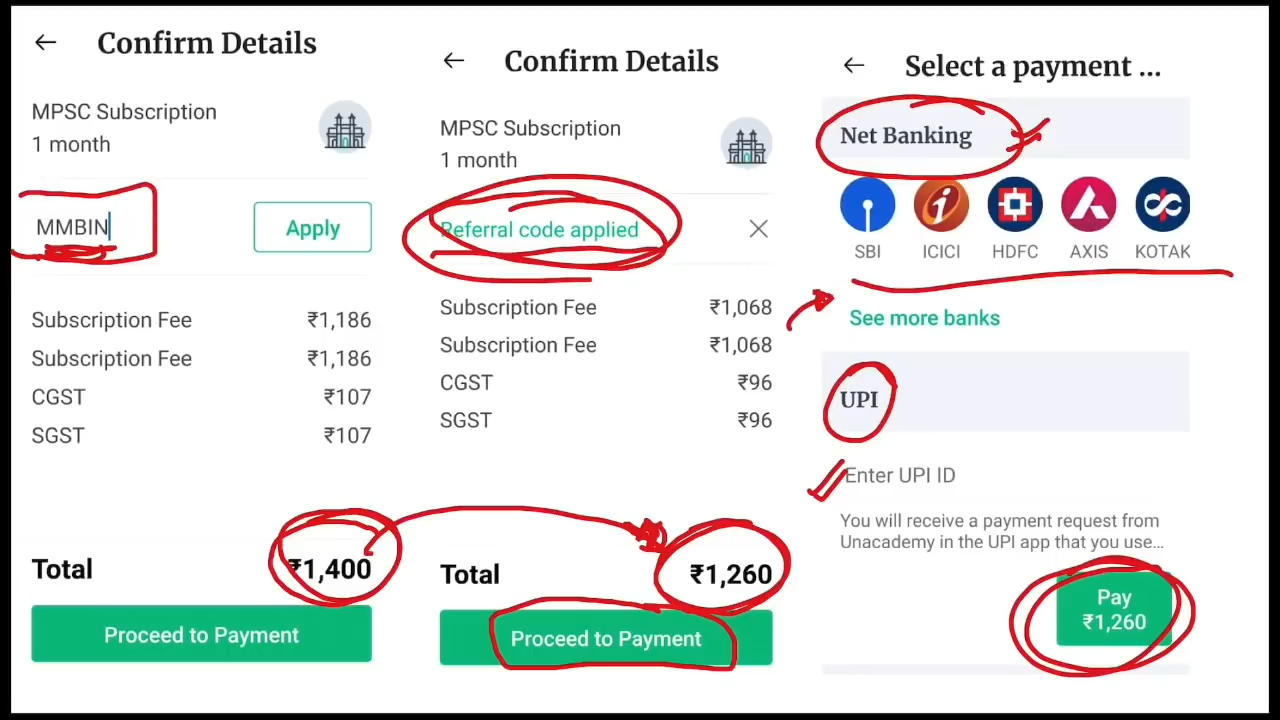 Confirm Details
MPSC Subscription
1 month
MMBIN
Apply
Subscription Fee ₹1,186
Subscription Fee ₹1,186
CGST ₹107
SGST ₹107
Total ₹1,400
Proceed to Payment
Confirm Details
MPSC Subscription
1 month
Referral code applied
Subscription Fee ₹1,068
Subscription Fee ₹1,068
CGST ₹96
SGST ₹96
Total ₹1,260
Proceed to Payment
Select a payment ...
Net Banking
SBI ICICI HDFC AXIS KOTAK
See more banks
UPI
Enter UPI ID
You will receive a payment request from
Unacademy in the UPI app that you use...
Pay
₹1,260